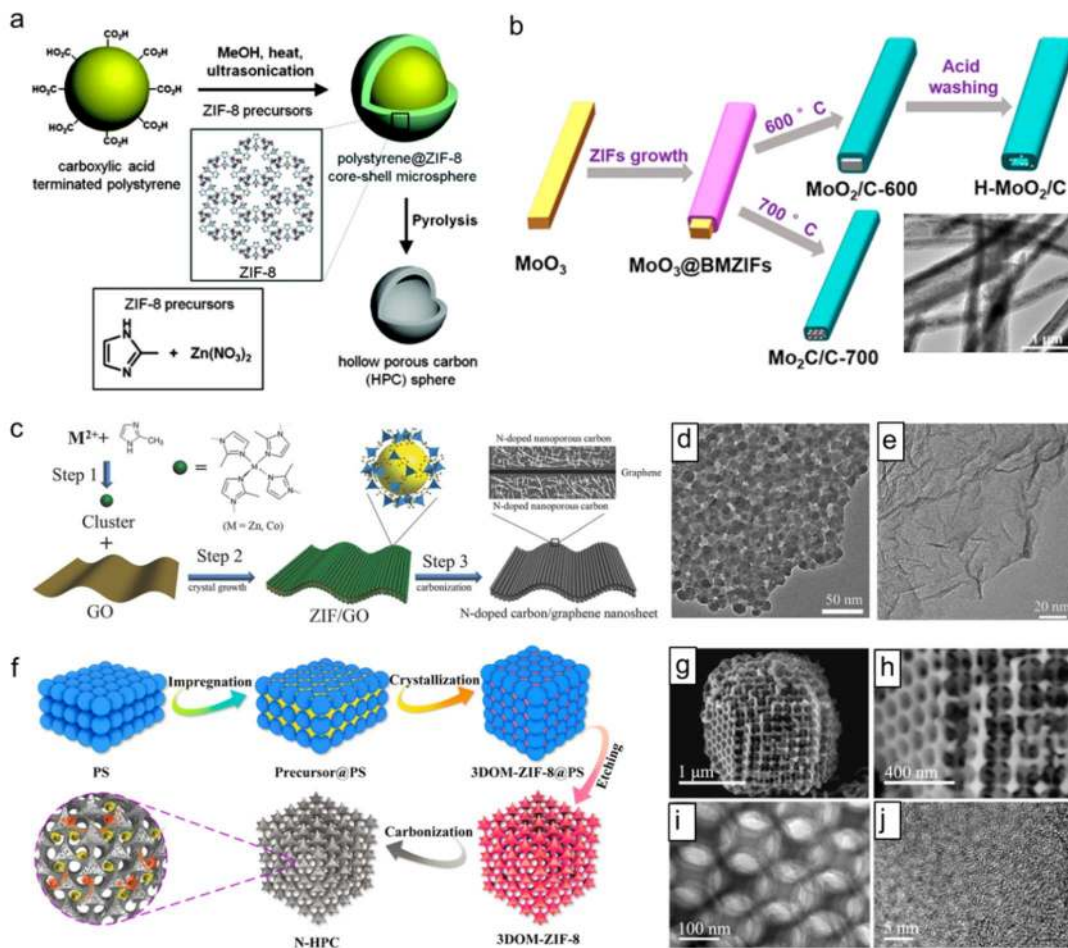 a
CO₂H
HO₂C
CO₂H
HO₂C
CO₂H
HO₂C
CO₂H
CO₂H
carboxylic acid
terminated polystyrene
MeOH, heat,
ultrasonication
ZIF-8 precursors
polystyrene@ZIF-8
core-shell microsphere
ZIF-8
Pyrolysis
ZIF-8 precursors
H
N
N
+ Zn(NO₃)₂
hollow porous carbon
(HPC) sphere
b
MoO₃
ZIFs growth
MoO₃@BMZIFs
600 ° C
MoO₂/C-600
Acid
washing
H-MoO₂/C
700 ° C
Mo₂C/C-700
1 μm
c
M²⁺+
N
N
H
CH₃
Step 1
Cluster
+
GO
=
(M = Zn, Co)
Step 2
crystal growth
ZIF/GO
Step 3
carbonization
N-doped nanoporous carbon
Graphene
N-doped nanoporous carbon
N-doped carbon/graphene nanosheet
d
50 nm
e
20 nm
f
PS
Impregnation
Precursor@PS
Crystallization
3DOM-ZIF-8@PS
Etching
3DOM-ZIF-8
Carbonization
N-HPC
g
1 μm
h
400 nm
i
100 nm
j
5 nm